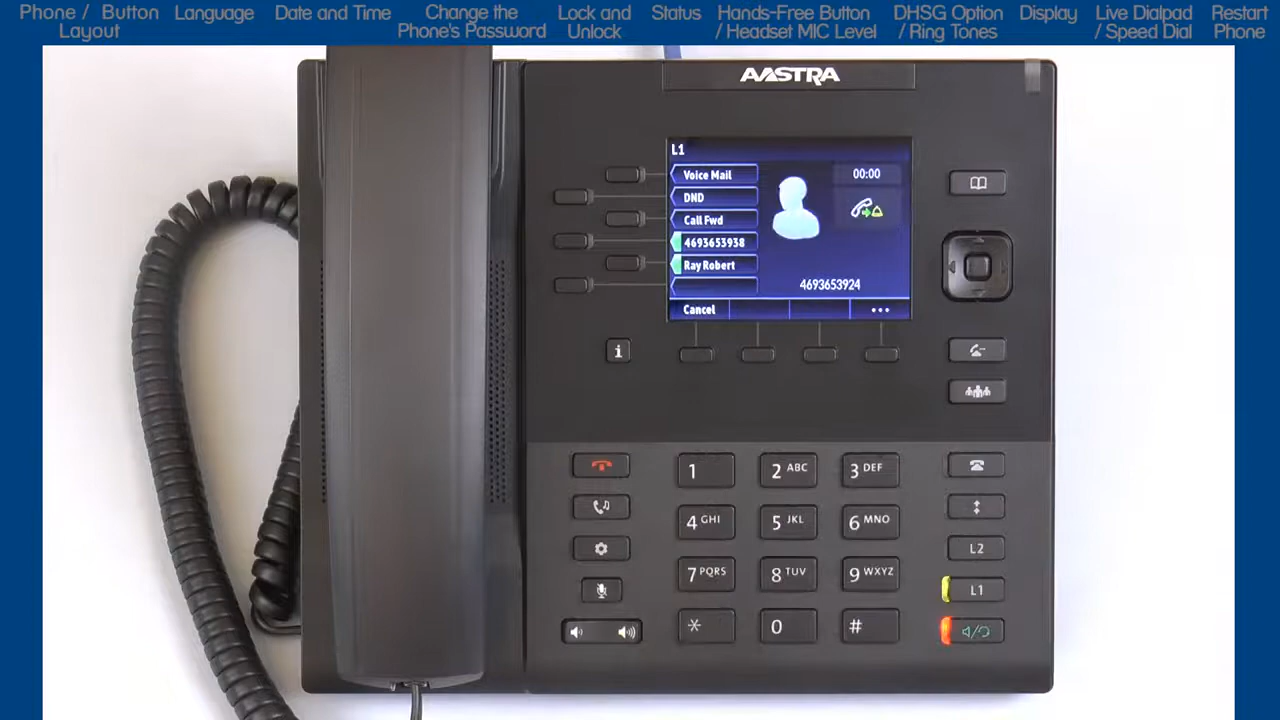 Phone / Button Layout
Language
Date and Time
Change the Phone's Password
Lock and Unlock
Status
Hands-Free Button / Headset MIC Level
DHSG Option / Ring Tones
Display
Live Dialpad / Speed Dial
Restart Phone
AASTRA
L1
Voice Mail
00:00
DND
Call Fwd
4693653938
Ray Robert
4693653924
Cancel
...
i
1
2 ABC
3 DEF
4 GHI
5 JKL
6 MNO
L2
7 PQRS
8 TUV
9 WXYZ
L1
*
0
#